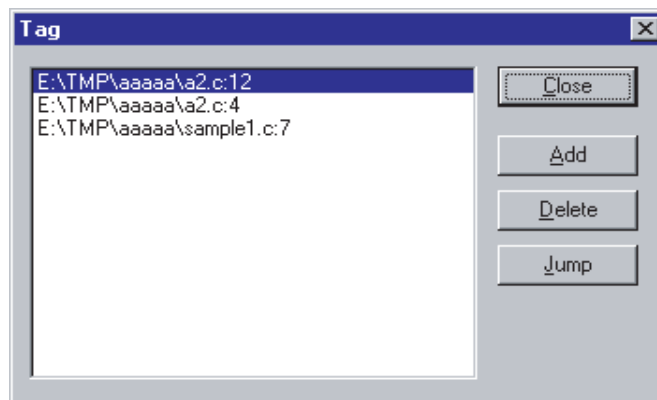 Tag
E:\TMP\aaaaa\a2.c:12
E:\TMP\aaaaa\a2.c:4
E:\TMP\aaaaa\sample1.c:7
Close
Add
Delete
Jump